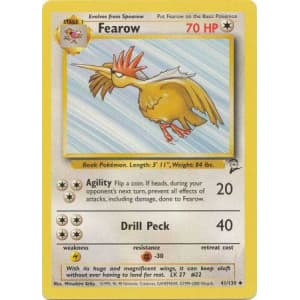 STAGE 1
Evolves from Spearow
Put Fearow on the Basic Pokémon
Fearow
70 HP
Beak Pokémon. Length: 3' 11", Weight: 84 lbs.
Agility Flip a coin. If heads, during your
opponent's next turn, prevent all effects of
attacks, including damage, done to Fearow.
20
Drill Peck
40
weakness
resistance
retreat cost
-30
With its huge and magnificent wings, it can keep aloft
without ever having to land for rest. LV. 27 #22
Illus. Mitsuhiro Arita
41/130